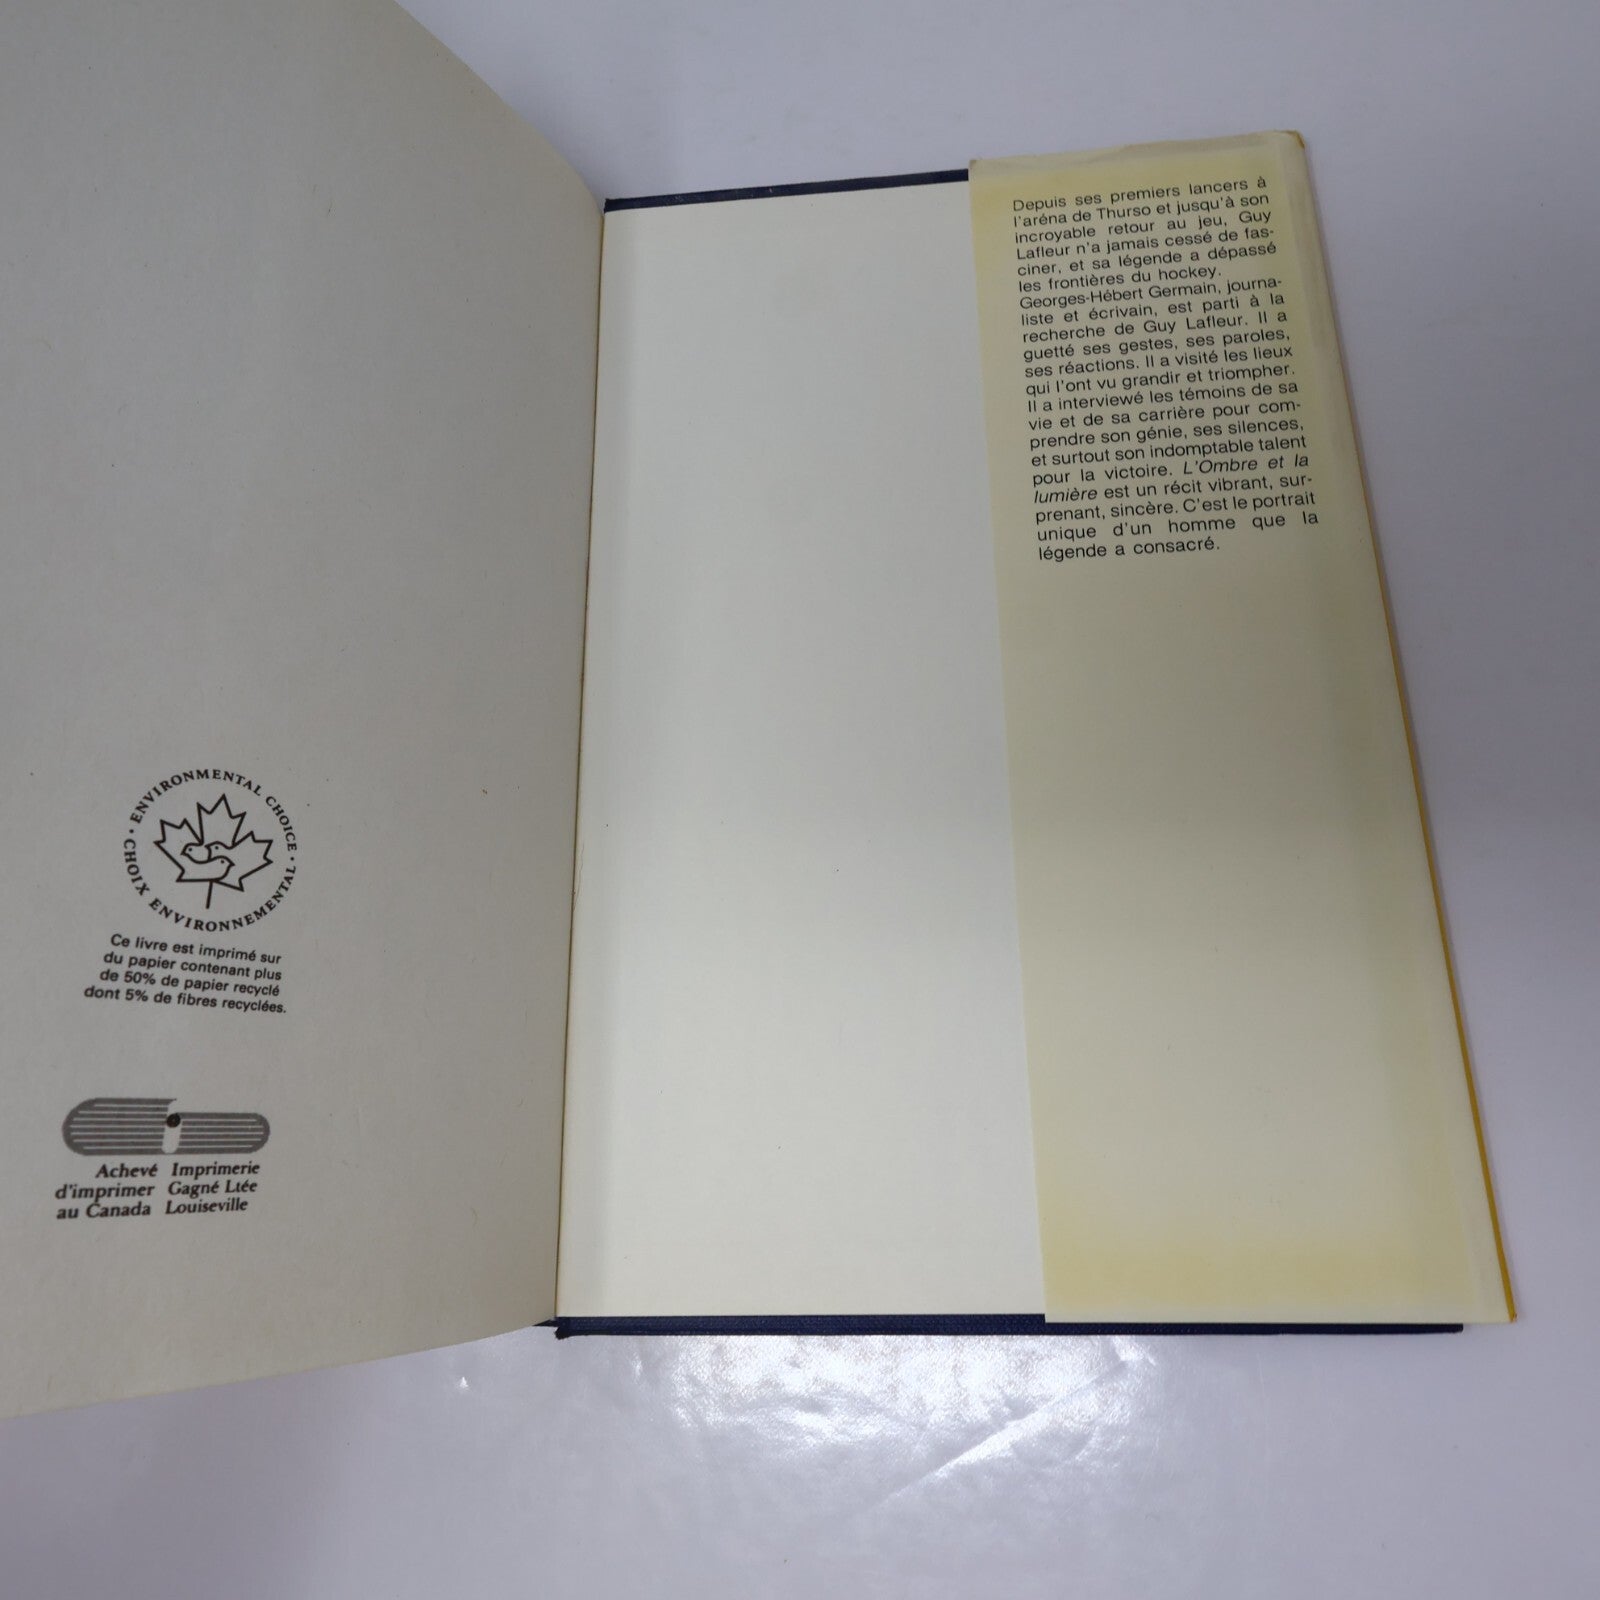 • ENVIRONMENTAL CHOICE •
CHOIX ENVIRONNEMENTAL
Ce livre est imprimé sur
du papier contenant plus
de 50% de papier recyclé
dont 5% de fibres recyclées.
Achevé Imprimerie
d'imprimer Gagné Ltée
au Canada Louiseville
Depuis ses premiers lancers à
l'aréna de Thurso et jusqu'à son
incroyable retour au jeu, Guy
Lafleur n'a jamais cessé de fas-
ciner, et sa légende a dépassé
les frontières du hockey.
Georges-Hébert Germain, journa-
liste et écrivain, est parti à la
recherche de Guy Lafleur. Il a
guetté ses gestes, ses paroles,
ses réactions. Il a visité les lieux
qui l'ont vu grandir et triompher.
Il a interviewé les témoins de sa
vie et de sa carrière pour com-
prendre son génie, ses silences,
et surtout son indomptable talent
pour la victoire. L'Ombre et la
lumière est un récit vibrant, sur-
prenant, sincère. C'est le portrait
unique d'un homme que la
légende a consacré.